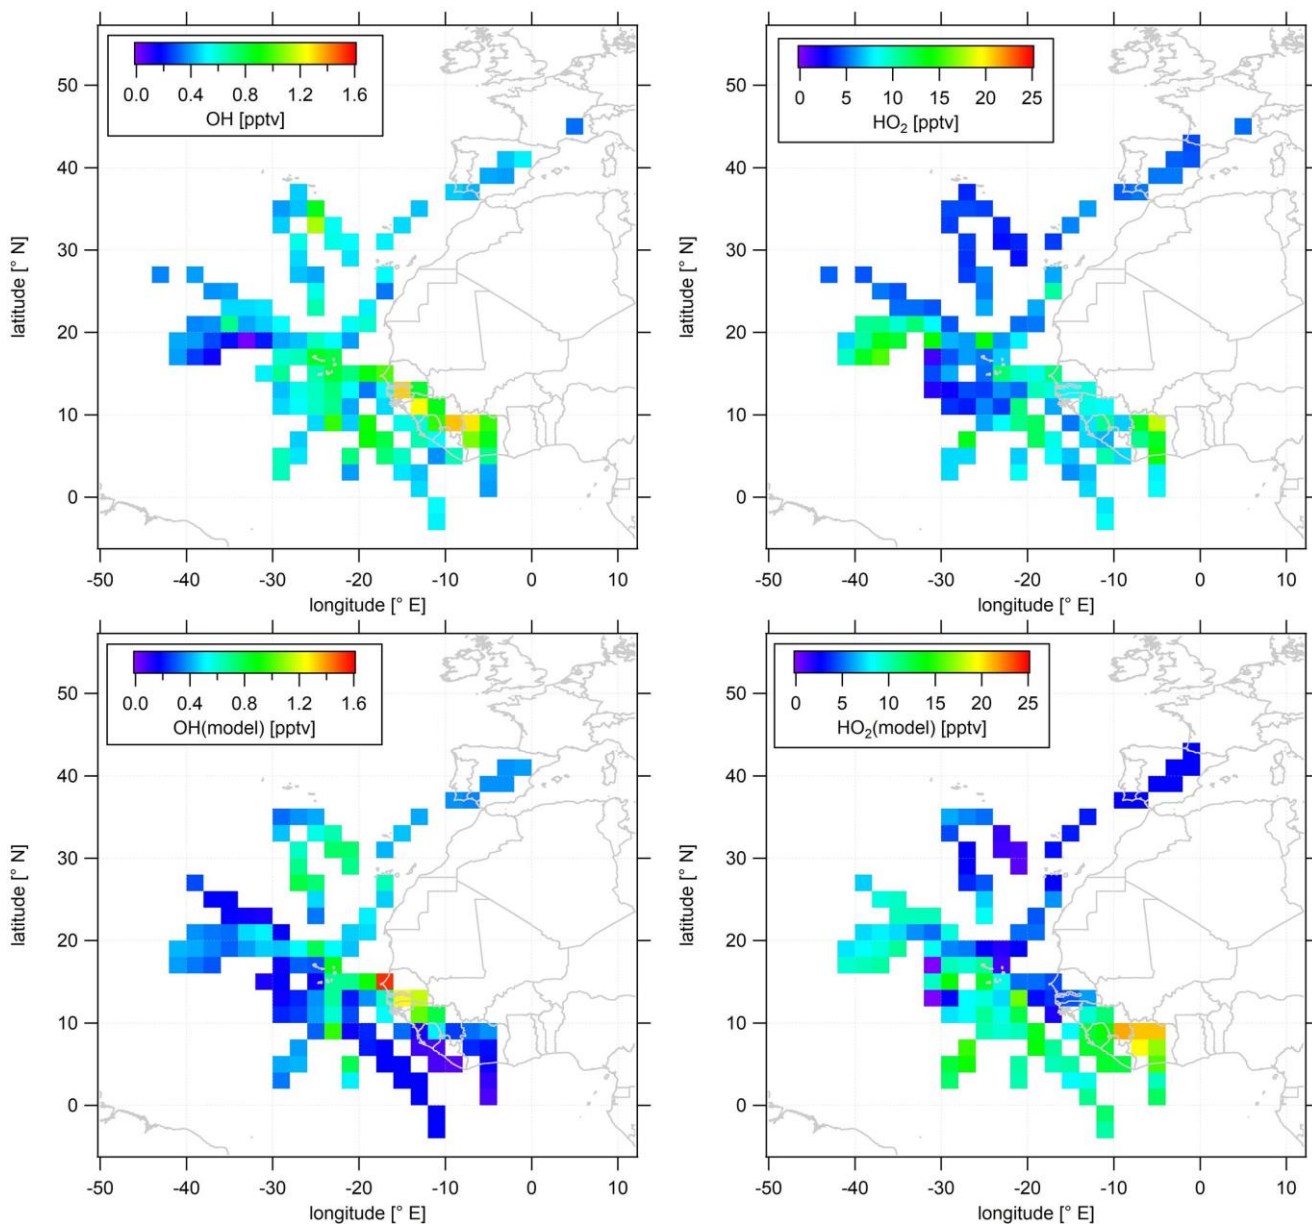 0.0 0.4 0.8 1.2 1.6
OH [pptv]
50
40
30
20
10
0
latitude [° N]
-50 -40 -30 -20 -10 0 10
longitude [° E]
0 5 10 15 20 25
HO₂ [pptv]
50
40
30
20
10
0
latitude [° N]
-50 -40 -30 -20 -10 0 10
longitude [° E]
0.0 0.4 0.8 1.2 1.6
OH(model) [pptv]
50
40
30
20
10
0
latitude [° N]
-50 -40 -30 -20 -10 0 10
longitude [° E]
0 5 10 15 20 25
HO₂(model) [pptv]
50
40
30
20
10
0
latitude [° N]
-50 -40 -30 -20 -10 0 10
longitude [° E]